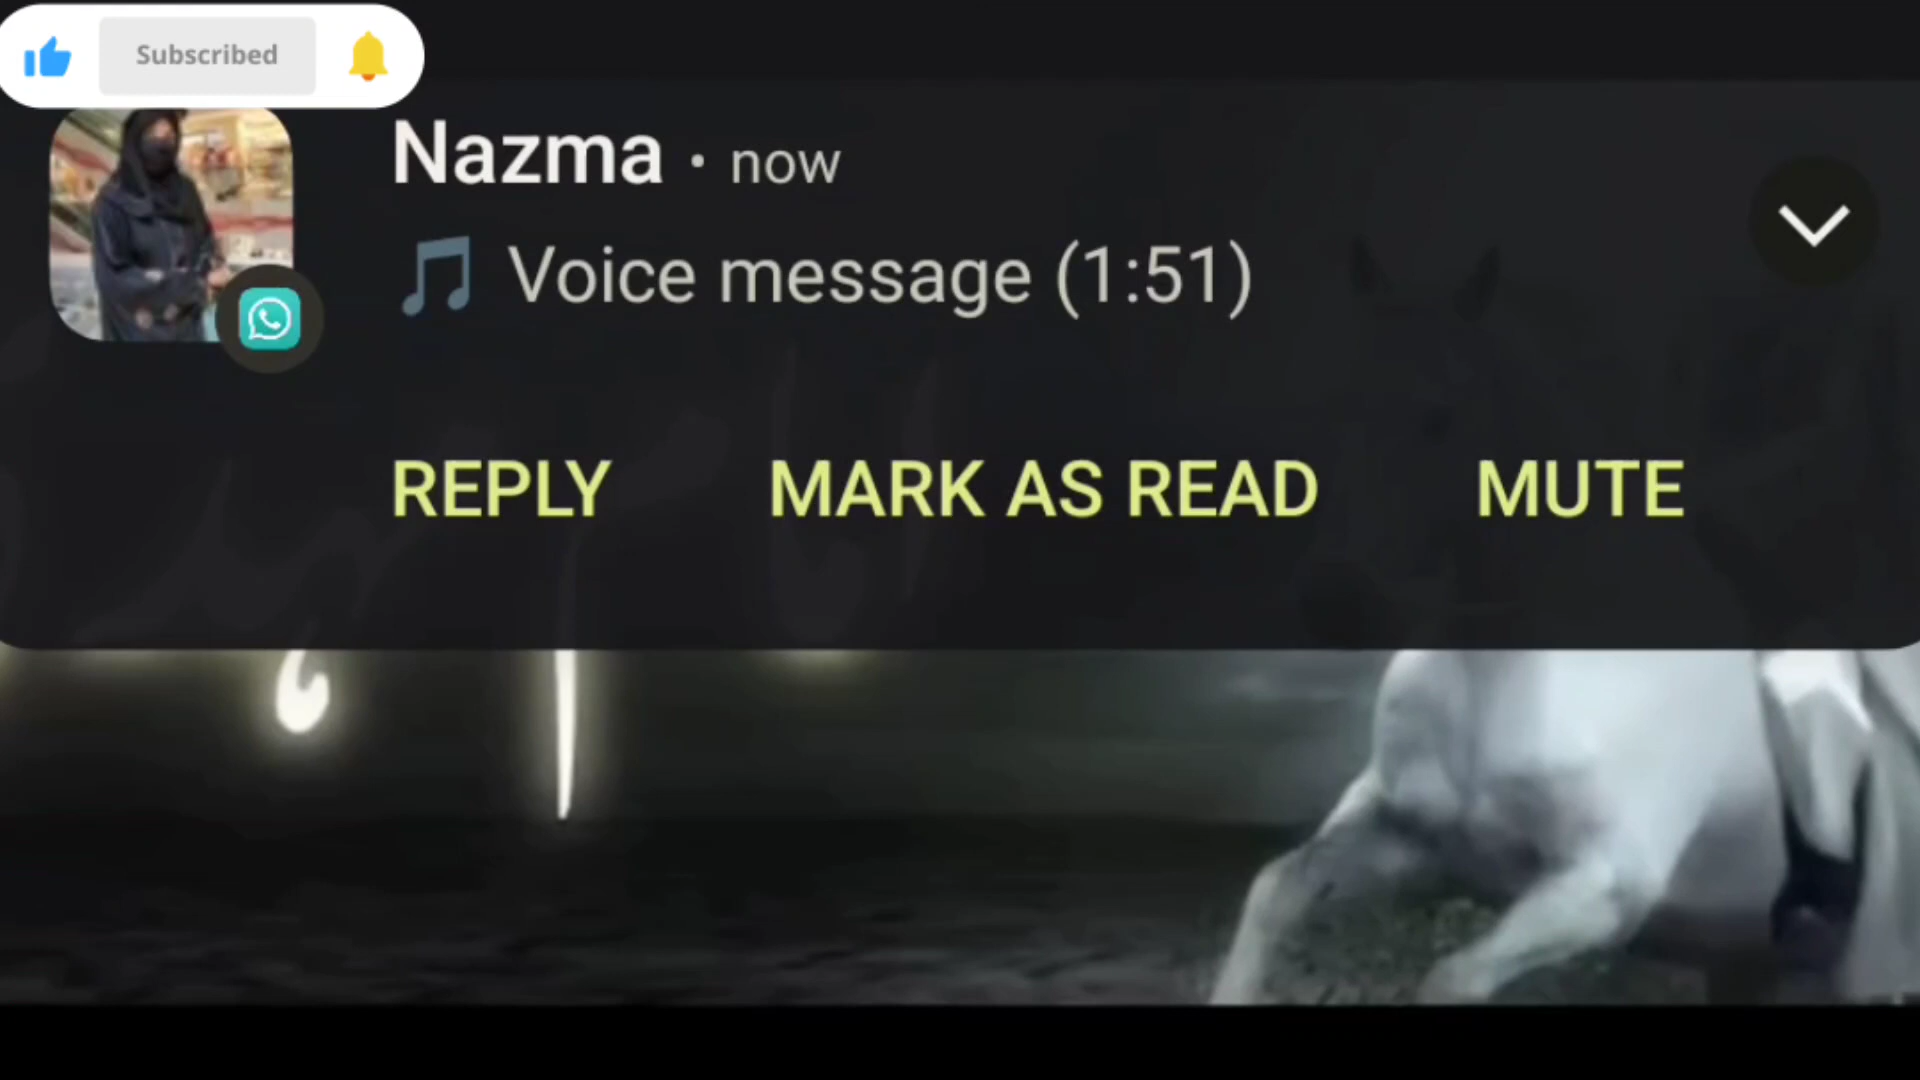 Subscribed
Nazma • now
🎵 Voice message (1:51)
REPLY MARK AS READ MUTE